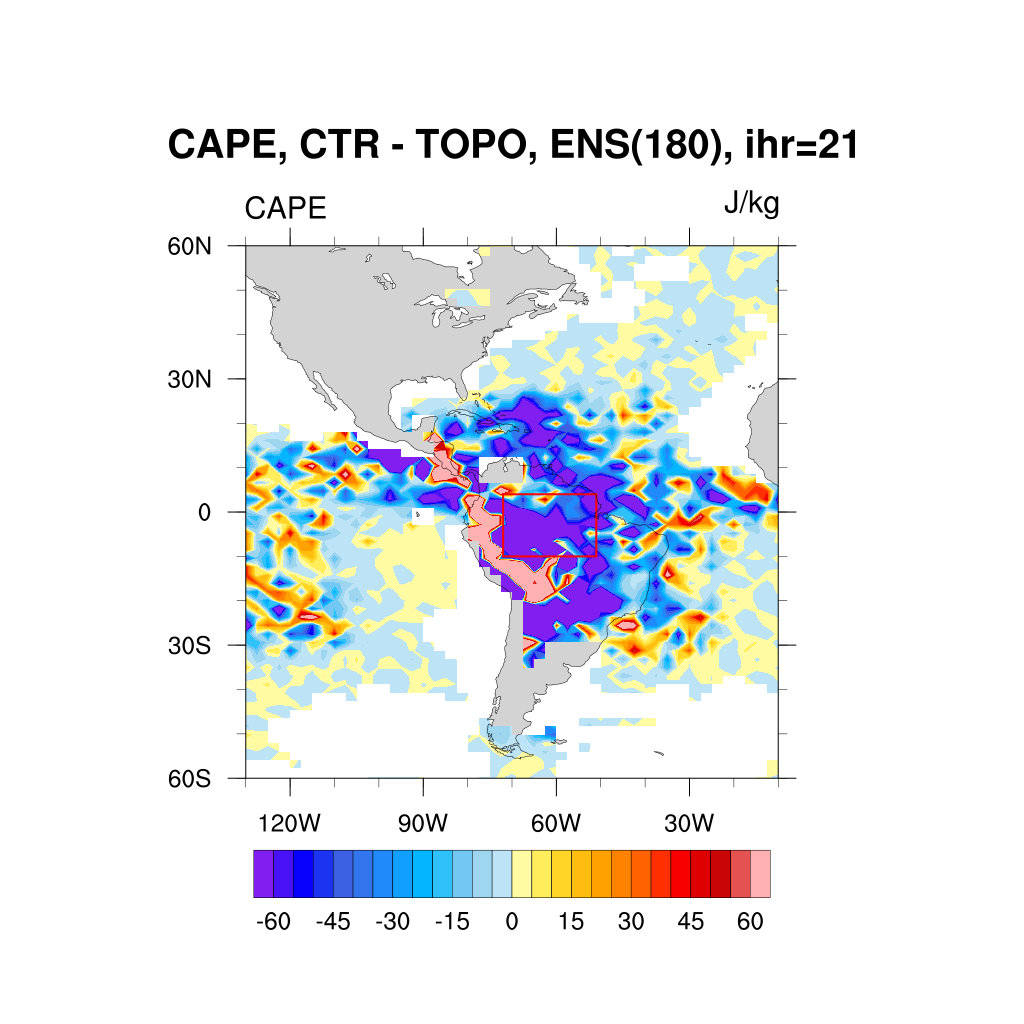 CAPE, CTR - TOPO, ENS(180), ihr=21
CAPE J/kg
60N
30N
0
30S
60S
120W 90W 60W 30W
-60 -45 -30 -15 0 15 30 45 60